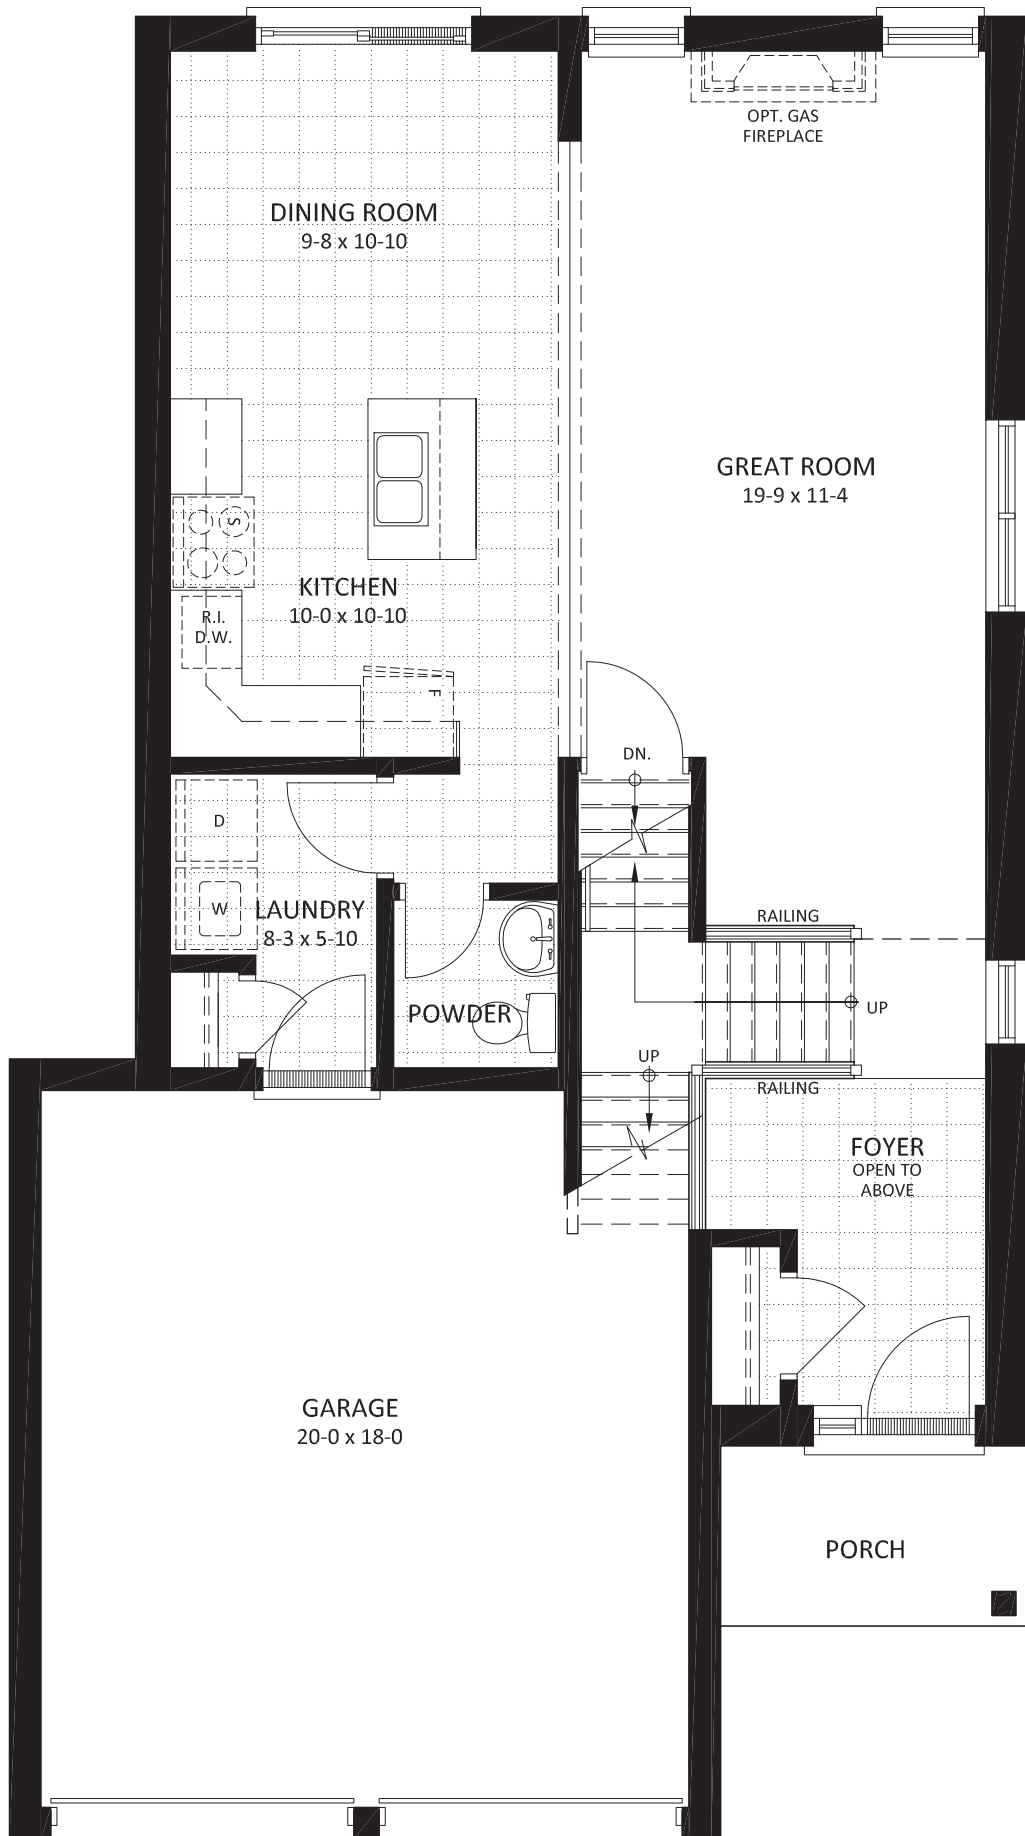 OPT. GAS
FIREPLACE
DINING ROOM
9-8 x 10-10
GREAT ROOM
19-9 x 11-4
S
KITCHEN
10-0 x 10-10
R.I.
D.W.
F
DN.
D
W
LAUNDRY
8-3 x 5-10
RAILING
UP
POWDER
UP
RAILING
FOYER
OPEN TO
ABOVE
GARAGE
20-0 x 18-0
PORCH